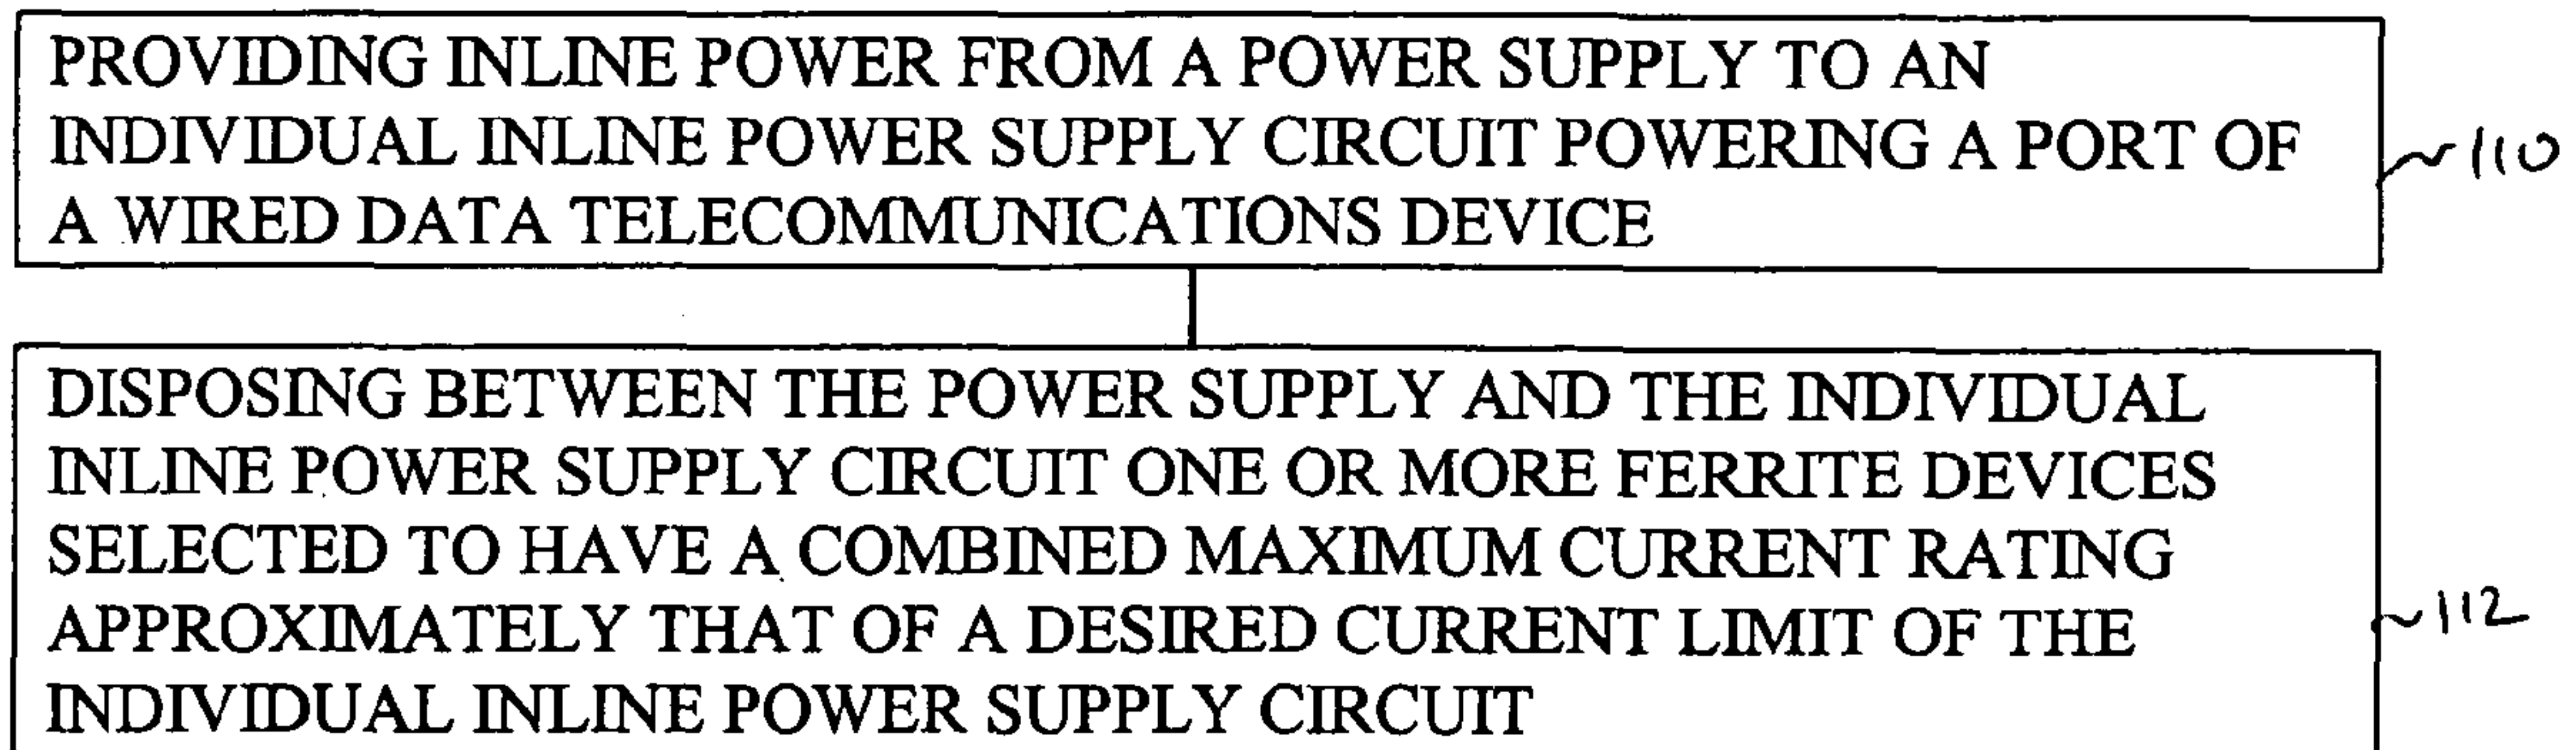 PROVIDING INLINE POWER FROM A POWER SUPPLY TO AN
INDIVIDUAL INLINE POWER SUPPLY CIRCUIT POWERING A PORT OF
A WIRED DATA TELECOMMUNICATIONS DEVICE
110
DISPOSING BETWEEN THE POWER SUPPLY AND THE INDIVIDUAL
INLINE POWER SUPPLY CIRCUIT ONE OR MORE FERRITE DEVICES
SELECTED TO HAVE A COMBINED MAXIMUM CURRENT RATING
APPROXIMATELY THAT OF A DESIRED CURRENT LIMIT OF THE
INDIVIDUAL INLINE POWER SUPPLY CIRCUIT
112